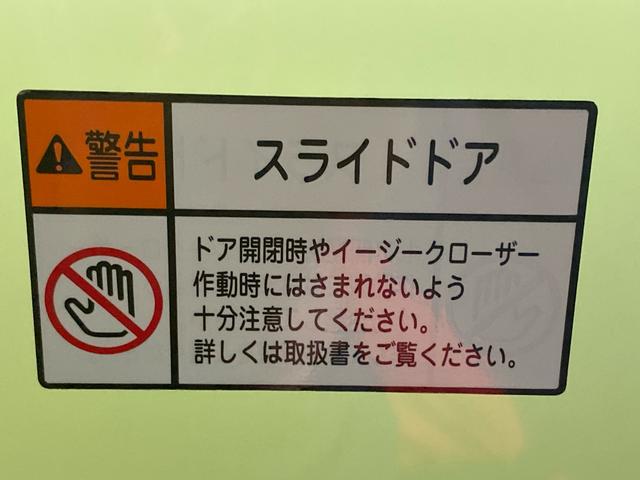 警告
スライドドア
ドア開閉時やイージークローザー
作動時にはさまれないよう
十分注意してください。
詳しくは取扱書をご覧ください。